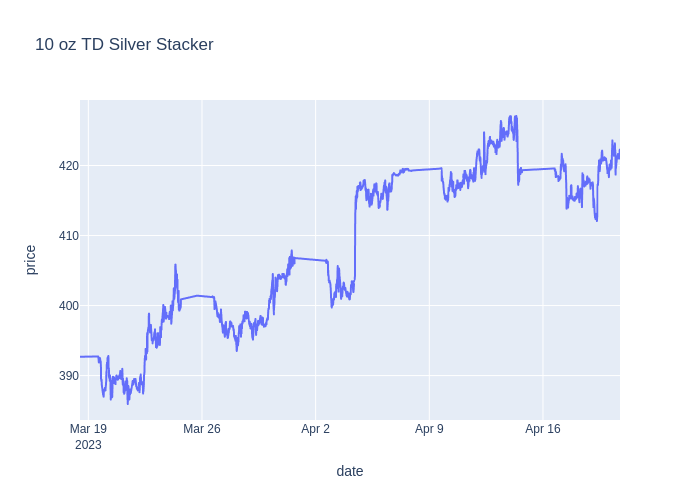 10 oz TD Silver Stacker
price
420
410
400
390
Mar 19
2023
Mar 26
Apr 2
Apr 9
Apr 16
date